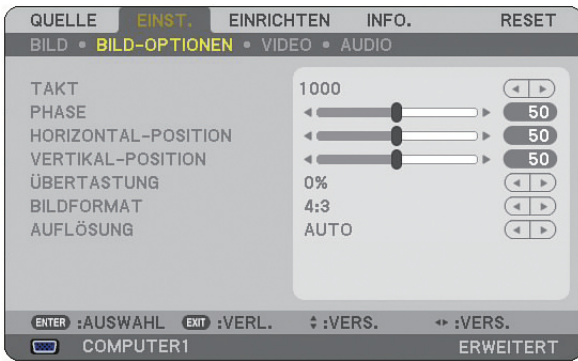 QUELLE EINST. EINRICHTEN INFO. RESET
BILD • BILD-OPTIONEN • VIDEO • AUDIO
TAKT 1000
PHASE 50
HORIZONTAL-POSITION 50
VERTIKAL-POSITION 50
ÜBERTASTUNG 0%
BILDFORMAT 4:3
AUFLÖSUNG AUTO
ENTER :AUSWAHL EXIT :VERL. :VERS. :VERS.
COMPUTER1 ERWEITERT